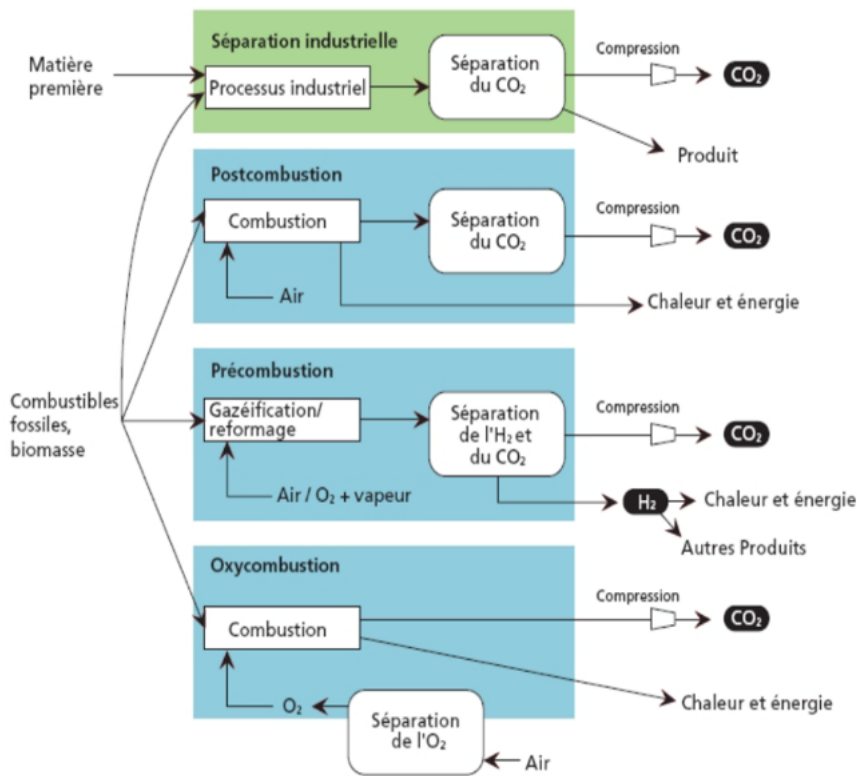 Séparation industrielle
Matière
première
Processus industriel
Séparation
du CO₂
Compression
CO₂
Produit
Postcombustion
Combustion
Air
Séparation
du CO₂
Compression
CO₂
Chaleur et énergie
Combustibles
fossiles,
biomasse
Précombustion
Gazéification/
reformage
Air / O₂ + vapeur
Séparation
de l'H₂ et
du CO₂
Compression
CO₂
H₂
Chaleur et énergie
Autres Produits
Oxycombustion
Combustion
Compression
CO₂
Chaleur et énergie
O₂
Séparation
de l'O₂
Air